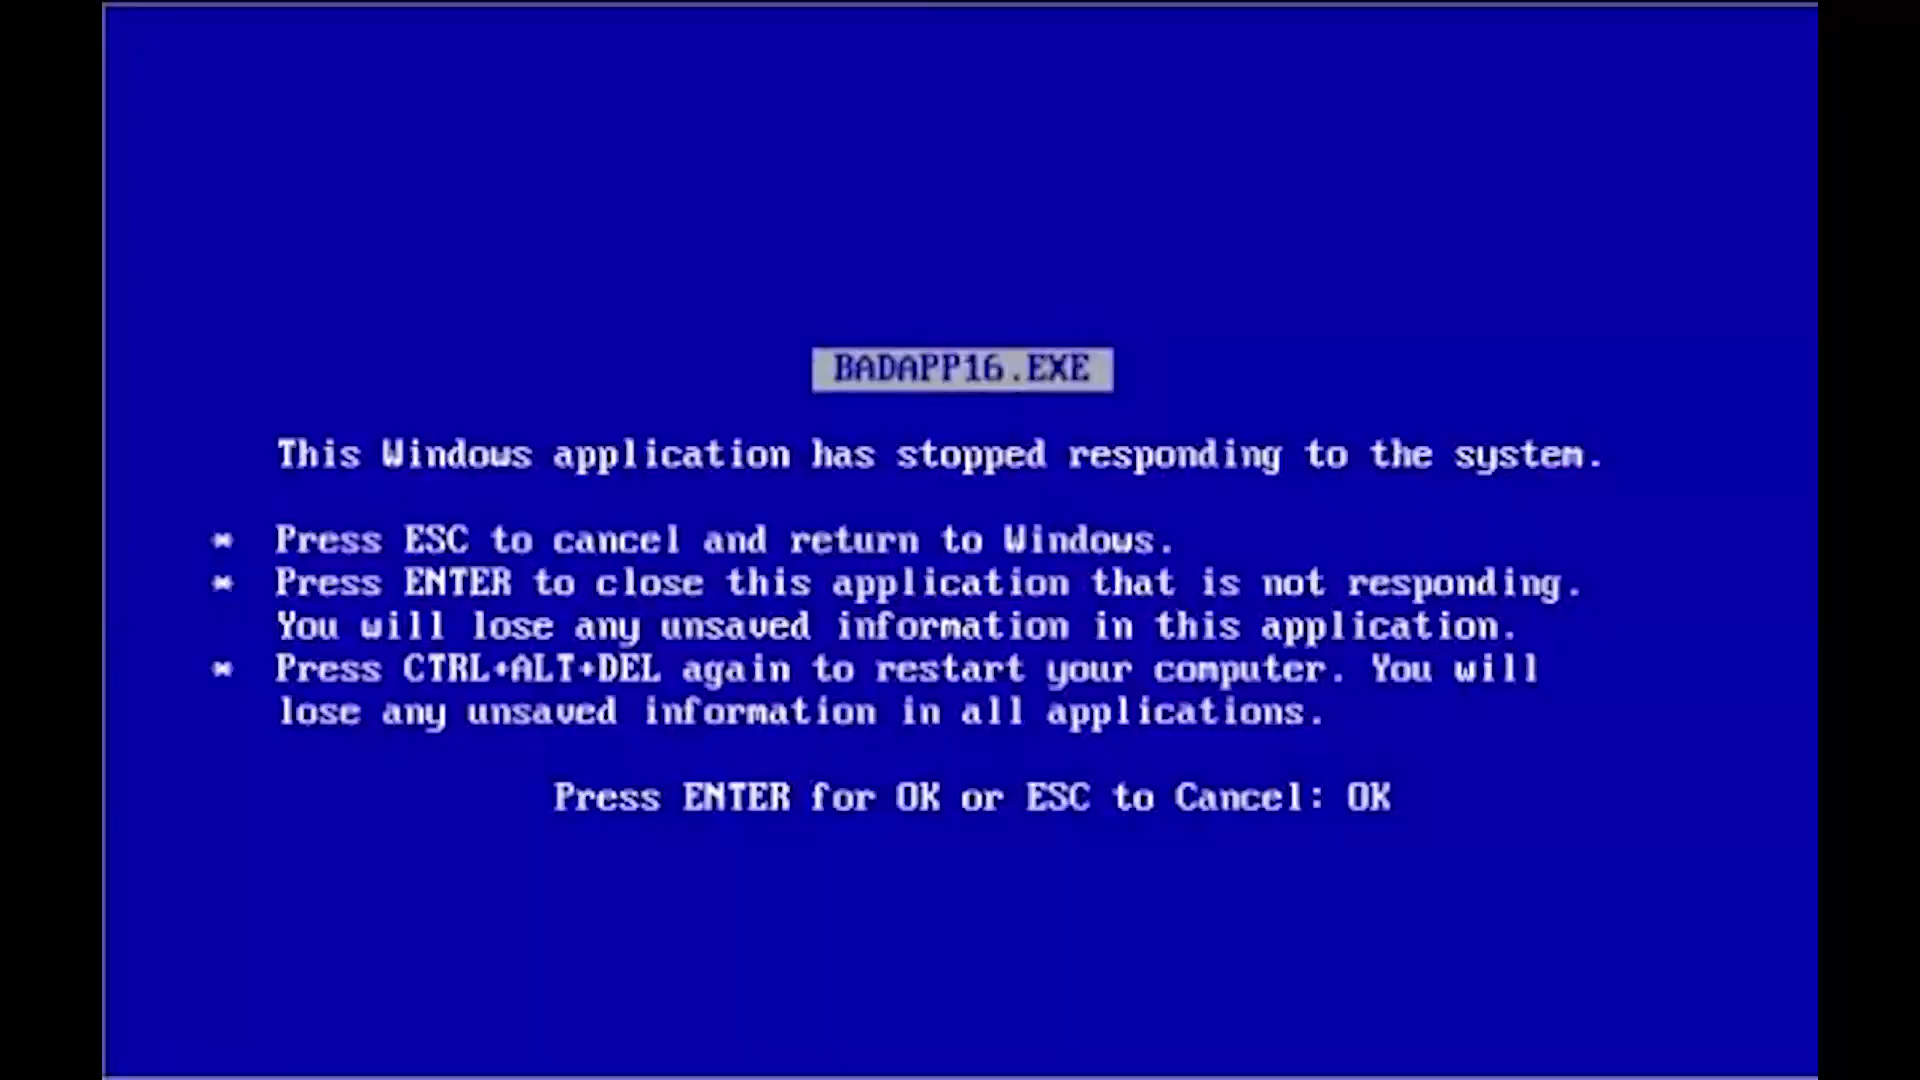 BADAPP16.EXE
This Windows application has stopped responding to the system.
* Press ESC to cancel and return to Windows.
* Press ENTER to close this application that is not responding.
You will lose any unsaved information in this application.
* Press CTRL+ALT+DEL again to restart your computer. You will
lose any unsaved information in all applications.
Press ENTER for OK or ESC to Cancel: OK